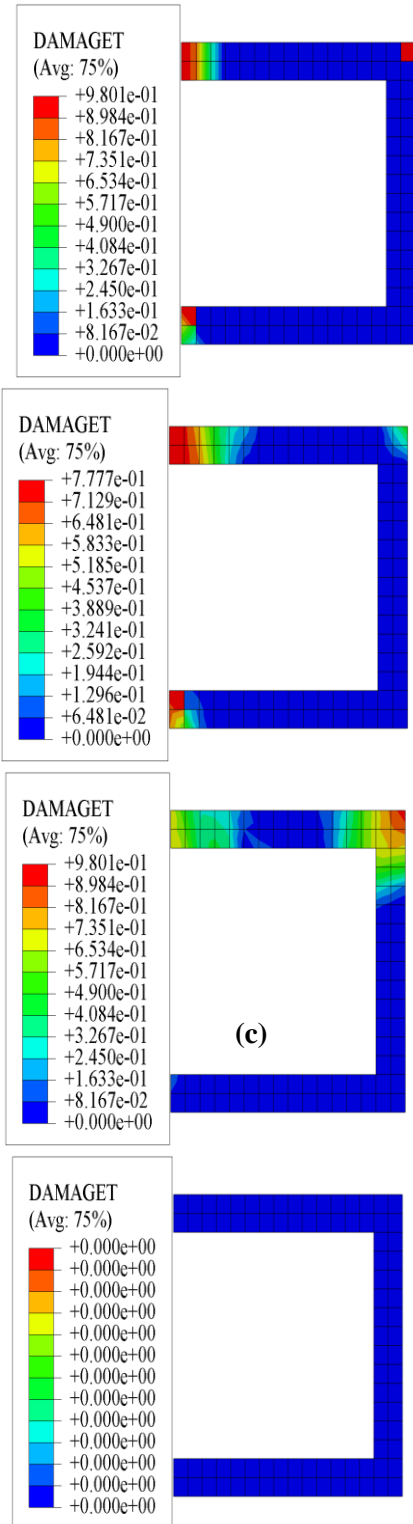 DAMAGET
(Avg: 75%)
+9.801e-01
+8.984e-01
+8.167e-01
+7.351e-01
+6.534e-01
+5.717e-01
+4.900e-01
+4.084e-01
+3.267e-01
+2.450e-01
+1.633e-01
+8.167e-02
+0.000e+00
DAMAGET
(Avg: 75%)
+7.777e-01
+7.129e-01
+6.481e-01
+5.833e-01
+5.185e-01
+4.537e-01
+3.889e-01
+3.241e-01
+2.592e-01
+1.944e-01
+1.296e-01
+6.481e-02
+0.000e+00
DAMAGET
(Avg: 75%)
+9.801e-01
+8.984e-01
+8.167e-01
+7.351e-01
+6.534e-01
+5.717e-01
+4.900e-01
+4.084e-01
+3.267e-01
+2.450e-01
+1.633e-01
+8.167e-02
+0.000e+00
(c)
DAMAGET
(Avg: 75%)
+0.000e+00
+0.000e+00
+0.000e+00
+0.000e+00
+0.000e+00
+0.000e+00
+0.000e+00
+0.000e+00
+0.000e+00
+0.000e+00
+0.000e+00
+0.000e+00
+0.000e+00